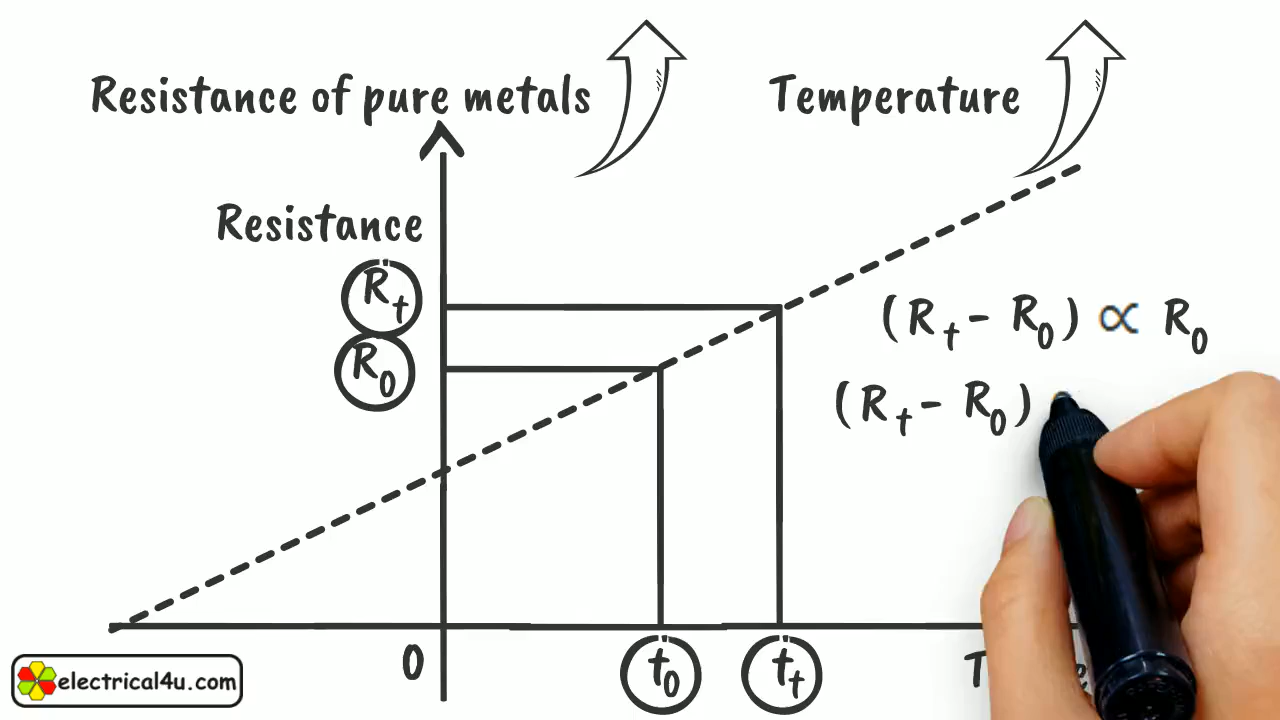 Resistance of pure metals
Temperature
Resistance
Rt
R0
(Rt - R0) ∝ R0
(Rt - R0)
0
t0
tt
electrical4u.com